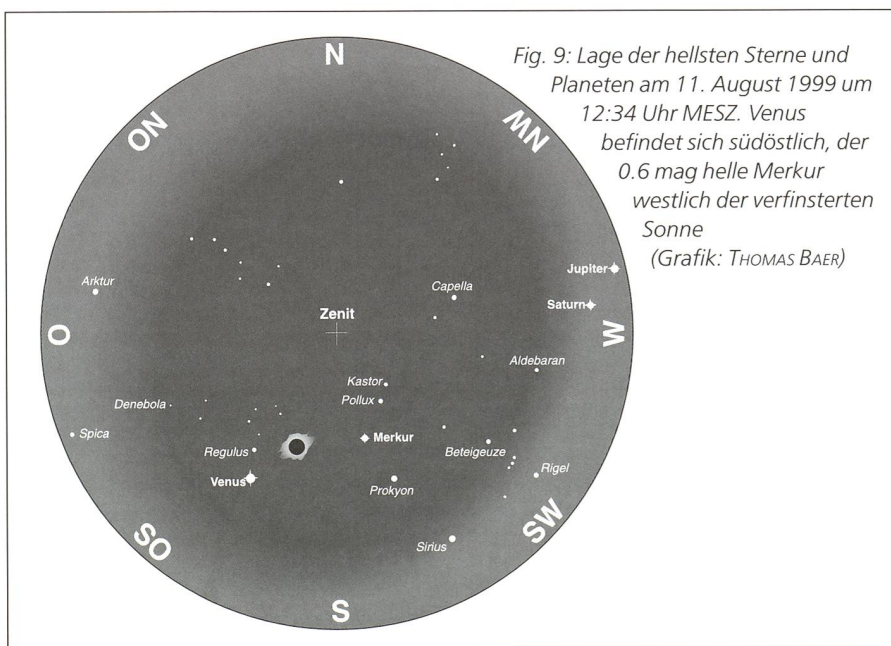 Fig. 9: Lage der hellsten Sterne und
Planeten am 11. August 1999 um
12:34 Uhr MESZ. Venus
befindet sich südöstlich, der
0.6 mag helle Merkur
westlich der verfinsterten
Sonne
(Grafik: THOMAS BAER)
N
NO
NW
Jupiter
Arktur
Capella
Saturn
Zenit
O
W
Aldebaran
Kastor
Pollux
Denebola
Spica
Merkur
Regulus
Beteigeuze
Rigel
Venus
Prokyon
SO
SW
Sirius
S